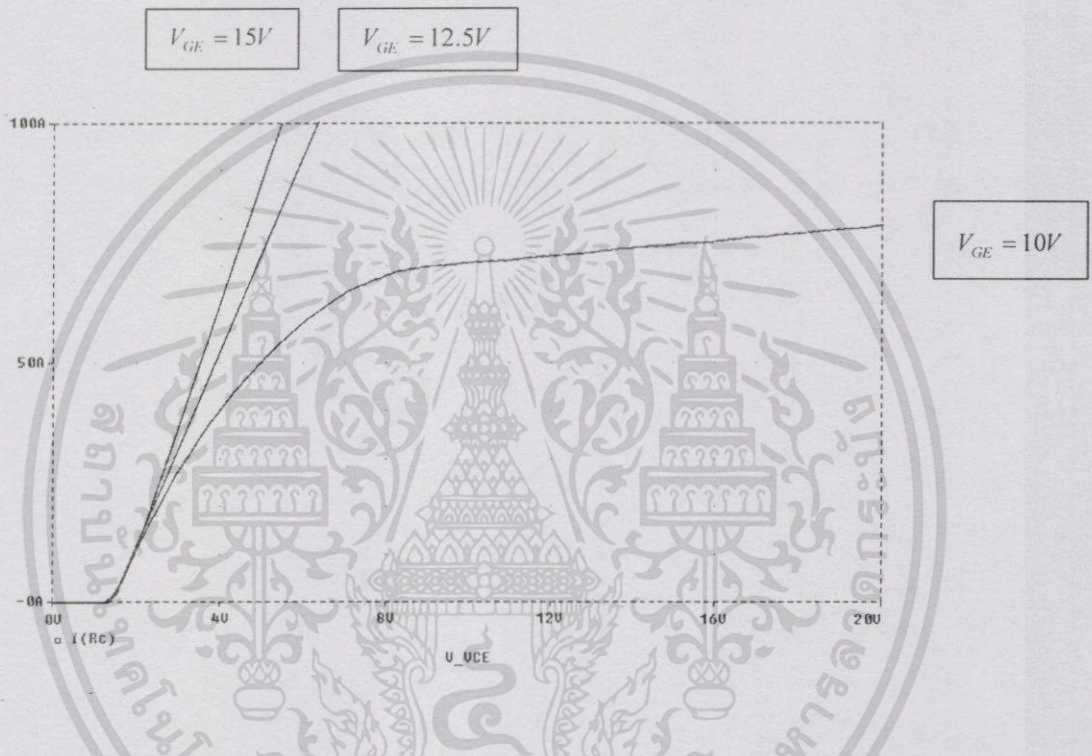 V_GE = 15V
V_GE = 12.5V
100A
V_GE = 10V
50A
-0A
0V
4V
8V
12V
16V
20V
I(RC)
V_VCE